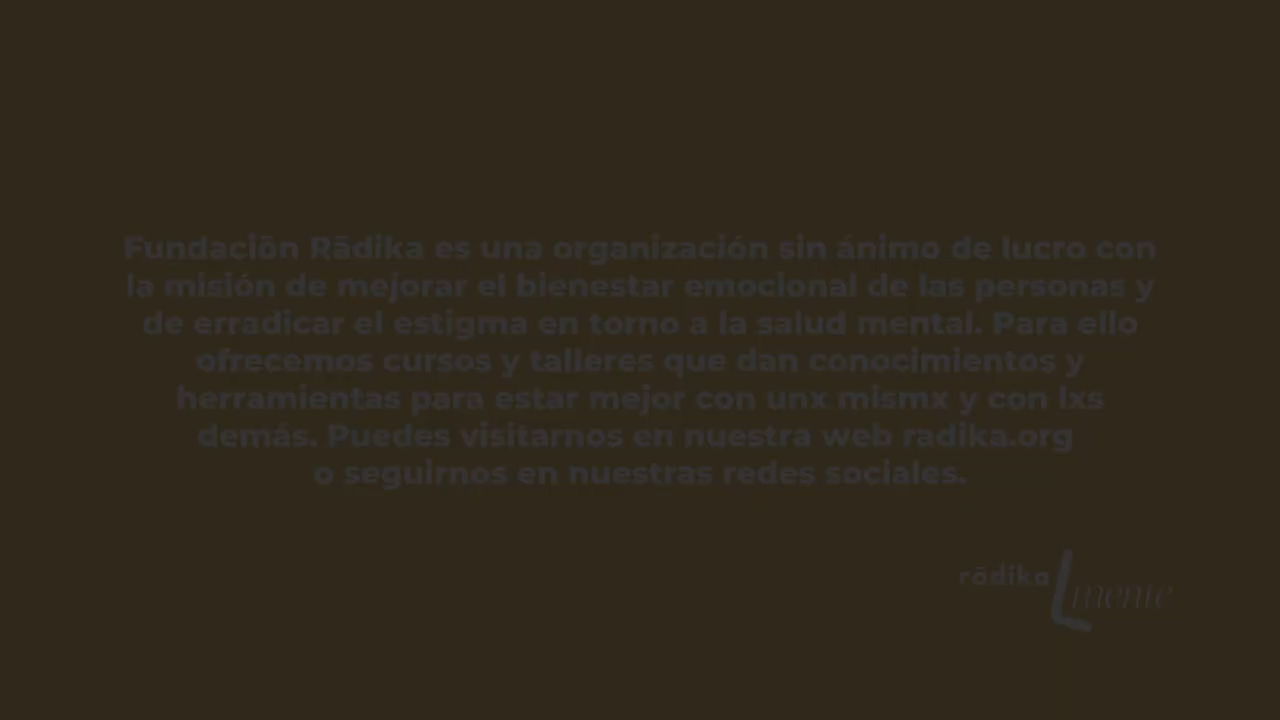 Fundación Rādika es una organización sin ánimo de lucro con
la misión de mejorar el bienestar emocional de las personas y
de erradicar el estigma en torno a la salud mental. Para ello
ofrecemos cursos y talleres que dan conocimientos y
herramientas para estar mejor con unx mismx y con lxs
demás. Puedes visitarnos en nuestra web radika.org
o seguirnos en nuestras redes sociales.
rādika L mente